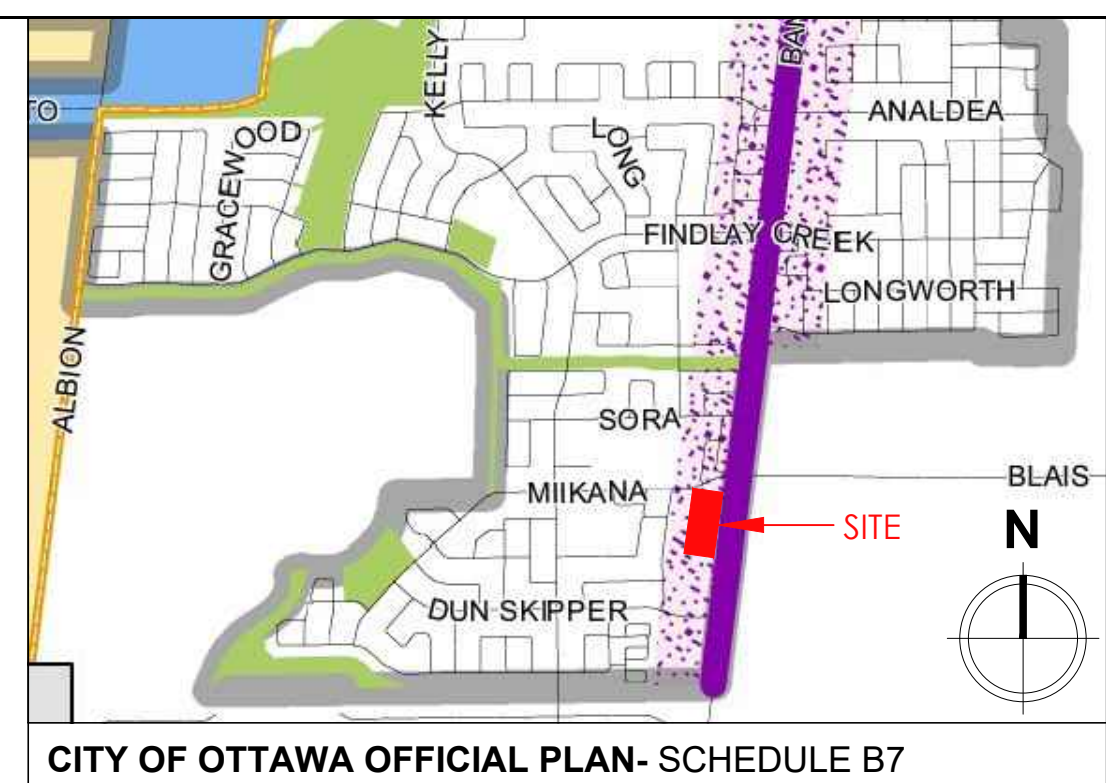 BAN
KELLY
TO
ANALDEA
GRACEWOOD
LONG
FINDLAY CREEK
LONGWORTH
ALBION
SORA
MIIKANA
BLAIS
SITE
N
DUN SKIPPER
CITY OF OTTAWA OFFICIAL PLAN- SCHEDULE B7